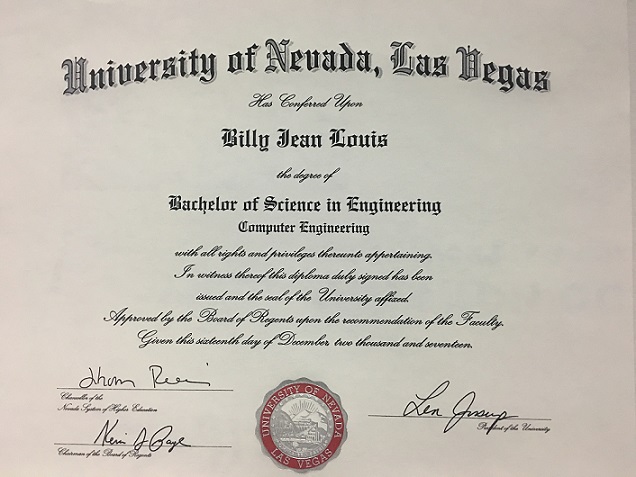 University of Nevada, Las Vegas
Has Conferred Upon
Billy Jean Louis
the degree of
Bachelor of Science in Engineering
Computer Engineering
with all rights and privileges thereunto appertaining.
In witness thereof this diploma duly signed has been
issued and the seal of the University affixed.
Approved by the Board of Regents upon the recommendation of the Faculty.
Given this sixteenth day of December, two thousand and seventeen.
Chancellor of the
Nevada System of Higher Education
Chairman of the Board of Regents
UNIVERSITY OF NEVADA
LAS VEGAS
Len Jessup
President of the University